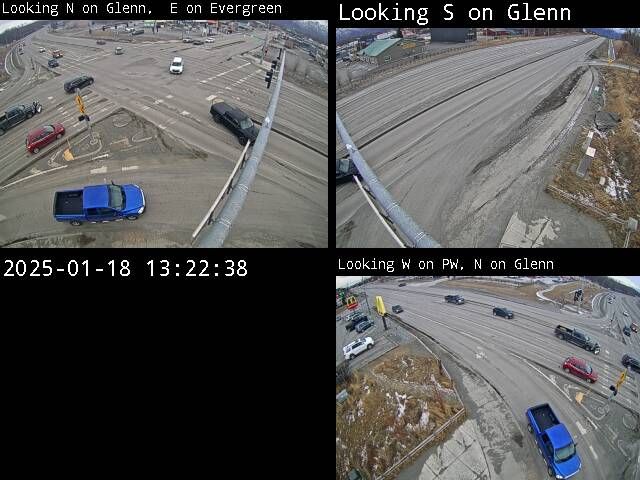 Looking N on Glenn,  E on Evergreen
Looking S on Glenn
2025-01-18 13:22:38
Looking W on PW, N on Glenn